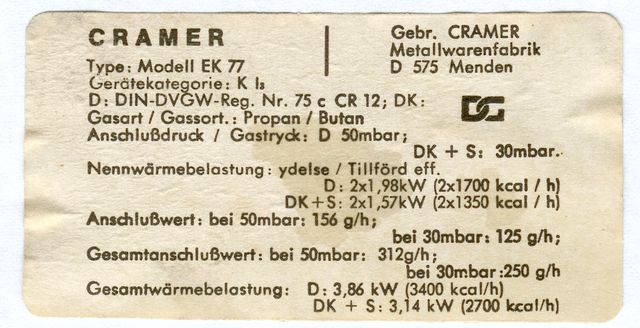 CRAMER
Type: Modell EK 77
Gerätekategorie: K I₃
Gebr. CRAMER
Metallwarenfabrik
D 575 Menden
D: DIN-DVGW-Reg. Nr. 75 c CR 12; DK: DG
Gasart / Gassort.: Propan / Butan
Anschlußdruck / Gastryck: D 50mbar;
DK + S: 30mbar.
Nennwärmebelastung: ydelse / Tillförd eff.
D: 2x1,98kW (2x1700 kcal / h)
DK+S: 2x1,57kW (2x1350 kcal / h)
Anschlußwert: bei 50mbar: 156 g/h;
bei 30mbar: 125 g/h;
Gesamtanschlußwert: bei 50mbar: 312g/h;
bei 30mbar: 250 g/h
Gesamtwärmebelastung: D: 3,86 kW (3400 kcal/h)
DK + S: 3,14 kW (2700 kcal/h)